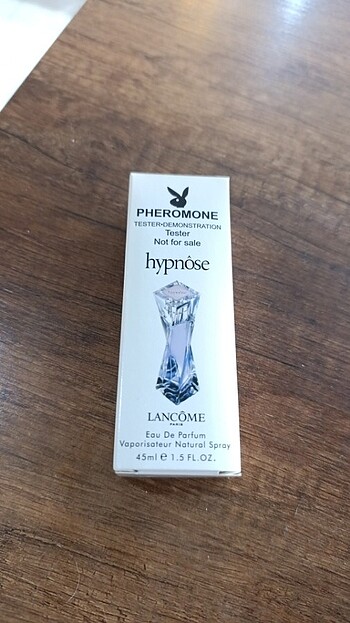 PHEROMONE
TESTER•DEMONSTRATION
Tester
Not for sale
hypnôse
LANCÔME
PARIS
Eau De Parfum
Vaporisateur Natural Spray
45ml e 1.5 FL.OZ.